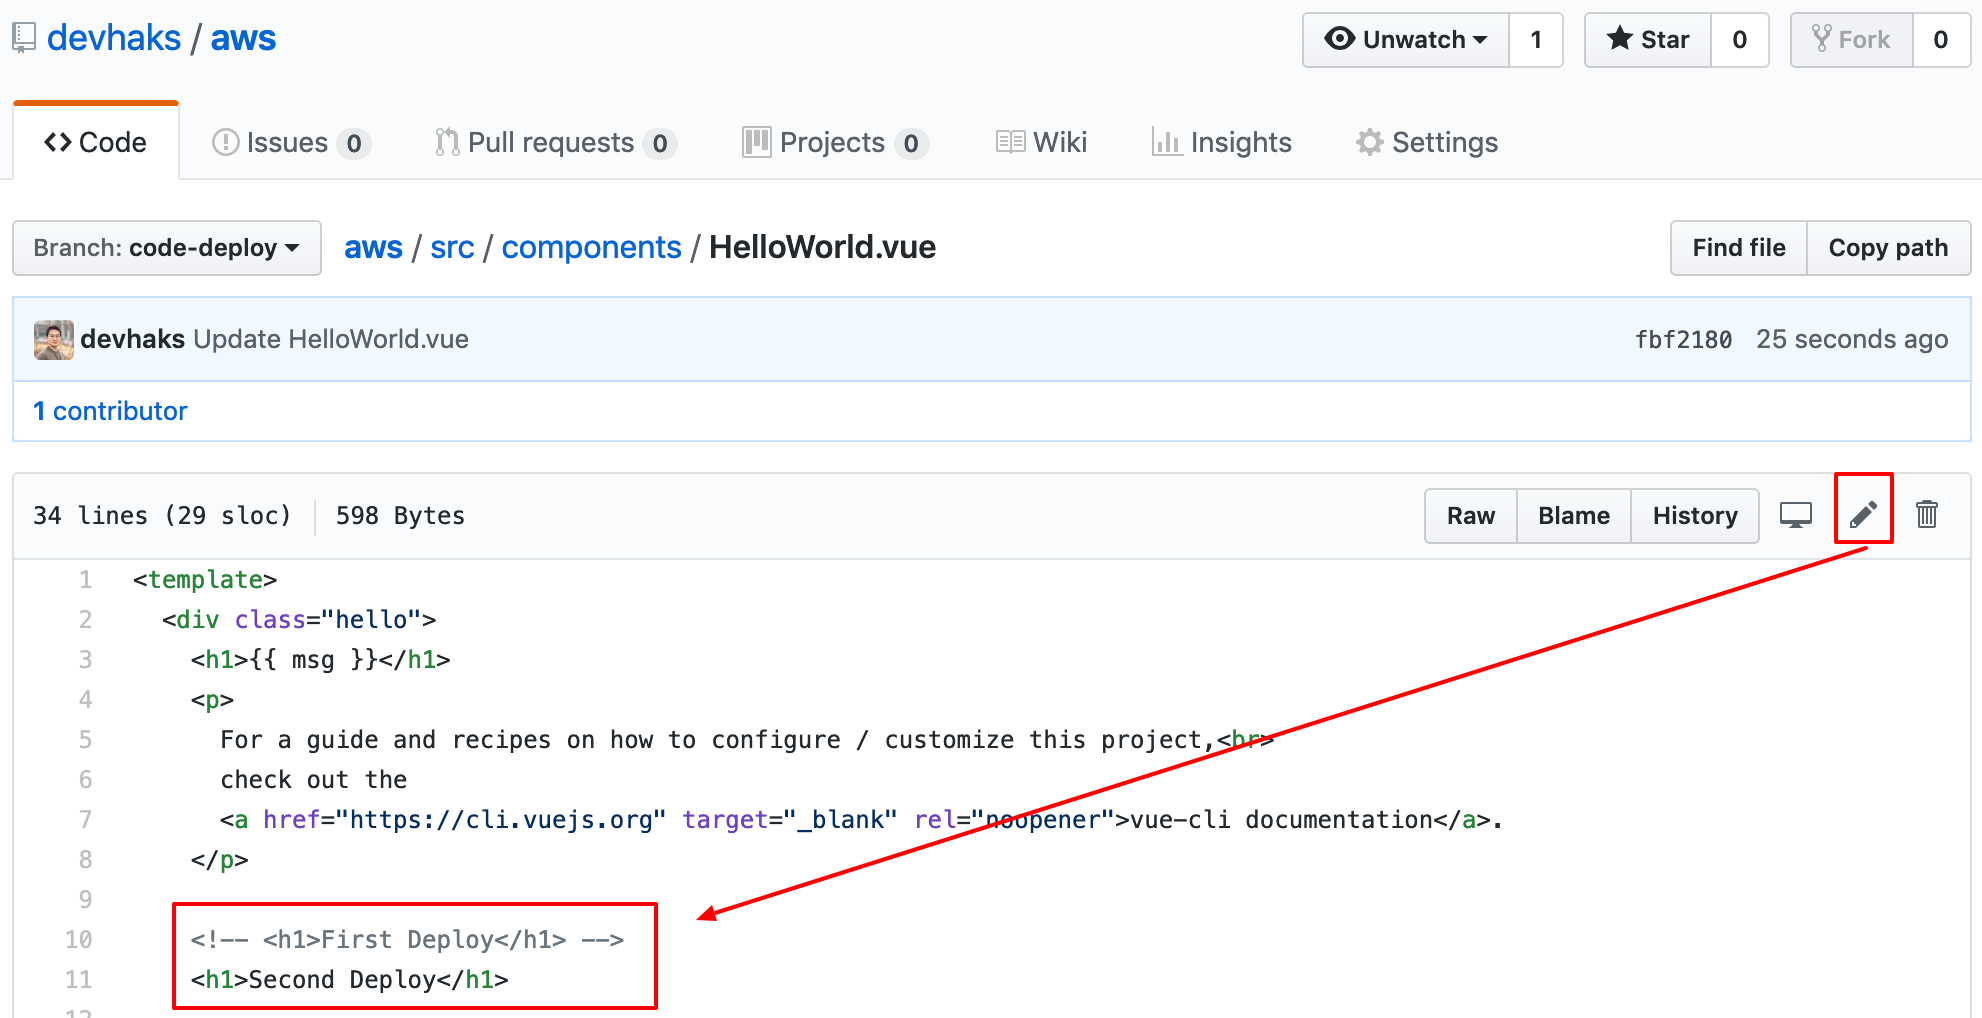 devhaks / aws
Unwatch 1 Star 0 Fork 0
Code Issues 0 Pull requests 0 Projects 0 Wiki Insights Settings
Branch: code-deploy aws / src / components / HelloWorld.vue Find file Copy path
devhaks Update HelloWorld.vue fbf2180 25 seconds ago
1 contributor
34 lines (29 sloc) 598 Bytes Raw Blame History
1 <template>
2 <div class="hello">
3 <h1>{{ msg }}</h1>
4 <p>
5 For a guide and recipes on how to configure / customize this project,<br>
6 check out the
7 <a href="https://cli.vuejs.org" target="_blank" rel="noopener">vue-cli documentation</a>.
8 </p>
9
10 <!-- <h1>First Deploy</h1> -->
11 <h1>Second Deploy</h1>
12